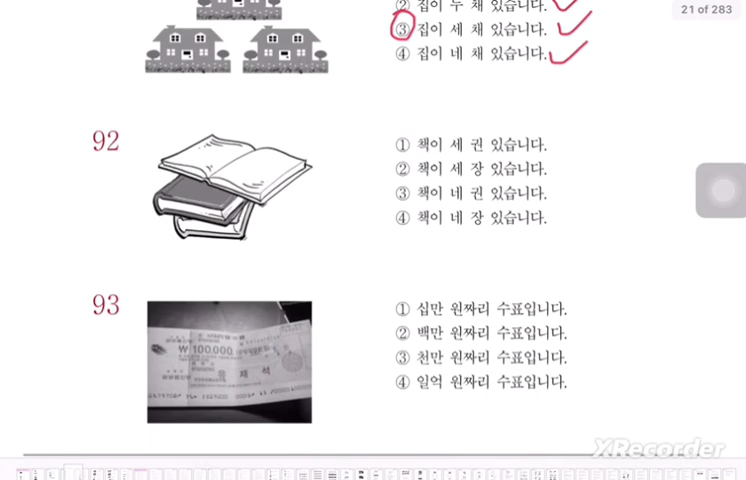 ② 집이 두 채 있습니다.
③ 집이 세 채 있습니다.
④ 집이 네 채 있습니다.
21 of 283
92
① 책이 세 권 있습니다.
② 책이 세 장 있습니다.
③ 책이 네 권 있습니다.
④ 책이 네 장 있습니다.
93
₩100,000
① 십만 원짜리 수표입니다.
② 백만 원짜리 수표입니다.
③ 천만 원짜리 수표입니다.
④ 일억 원짜리 수표입니다.
XRecorder